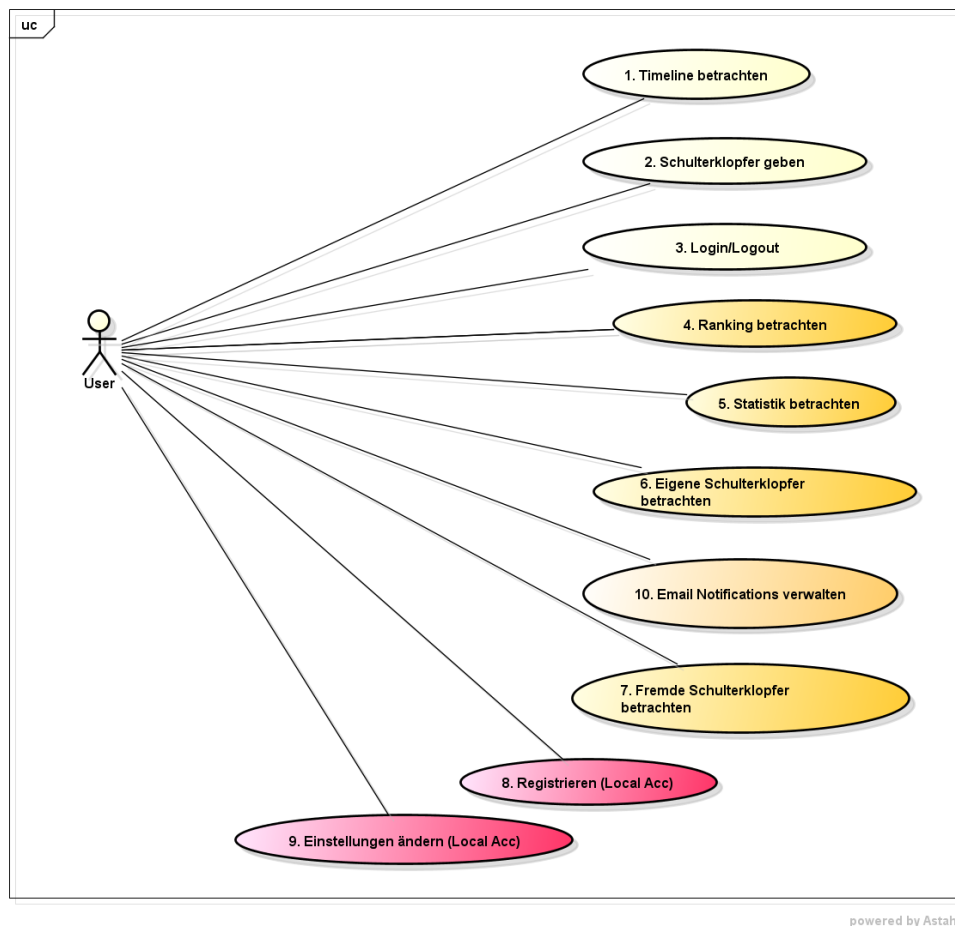 uc
1. Timeline betrachten
2. Schulterklopfer geben
3. Login/Logout
4. Ranking betrachten
User
5. Statistik betrachten
6. Eigene Schulterklopfer
betrachten
10. Email Notifications verwalten
7. Fremde Schulterklopfer
betrachten
8. Registrieren (Local Acc)
9. Einstellungen ändern (Local Acc)
powered by Astah